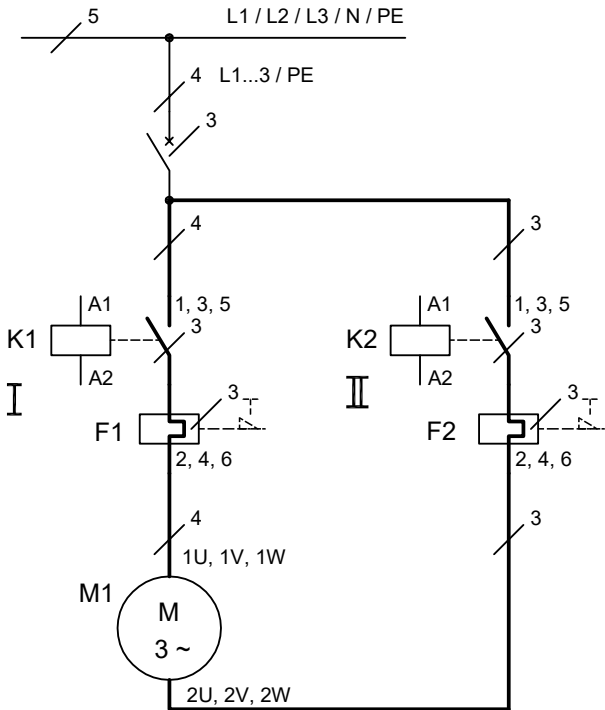 5
L1 / L2 / L3 / N / PE
4
L1...3 / PE
3
4
3
A1
1, 3, 5
K1
3
A2
I
A1
1, 3, 5
K2
3
A2
II
F1
3
2, 4, 6
F2
3
2, 4, 6
4
3
1U, 1V, 1W
M1
M
3 ~
2U, 2V, 2W